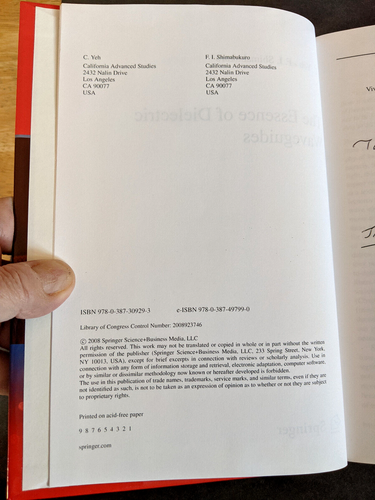 C. Yeh
California Advanced Studies
2432 Nalin Drive
Los Angeles
CA 90077
USA
F. I. Shimabukuro
California Advanced Studies
2432 Nalin Drive
Los Angeles
CA 90077
USA
ISBN 978-0-387-30929-3 e-ISBN 978-0-387-49799-0
Library of Congress Control Number: 2008923746
© 2008 Springer Science+Business Media, LLC
All rights reserved. This work may not be translated or copied in whole or in part without the written
permission of the publisher (Springer Science+Business Media, LLC, 233 Spring Street, New York,
NY 10013, USA), except for brief excerpts in connection with reviews or scholarly analysis. Use in
connection with any form of information storage and retrieval, electronic adaptation, computer software,
or by similar or dissimilar methodology now known or hereafter developed is forbidden.
The use in this publication of trade names, trademarks, service marks, and similar terms, even if they are
not identified as such, is not to be taken as an expression of opinion as to whether or not they are subject
to proprietary rights.
Printed on acid-free paper
9 8 7 6 5 4 3 2 1
springer.com